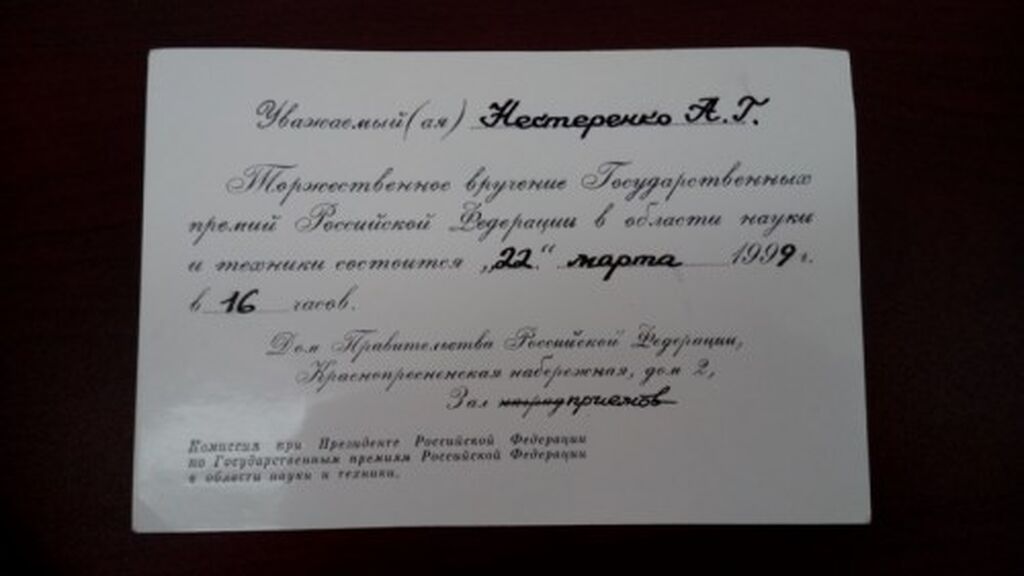 Уважаемый(ая) Нестеренко А.Г.
Торжественное вручение Государственных
премий Российской Федерации в области науки
и техники состоится „22“ марта 1999 г.
в 16 часов.
Дом Правительства Российской Федерации,
Краснопресненская набережная, дом 2,
Зал приемов
Комиссия при Президенте Российской Федерации
по Государственным премиям Российской Федерации
в области науки и техники.